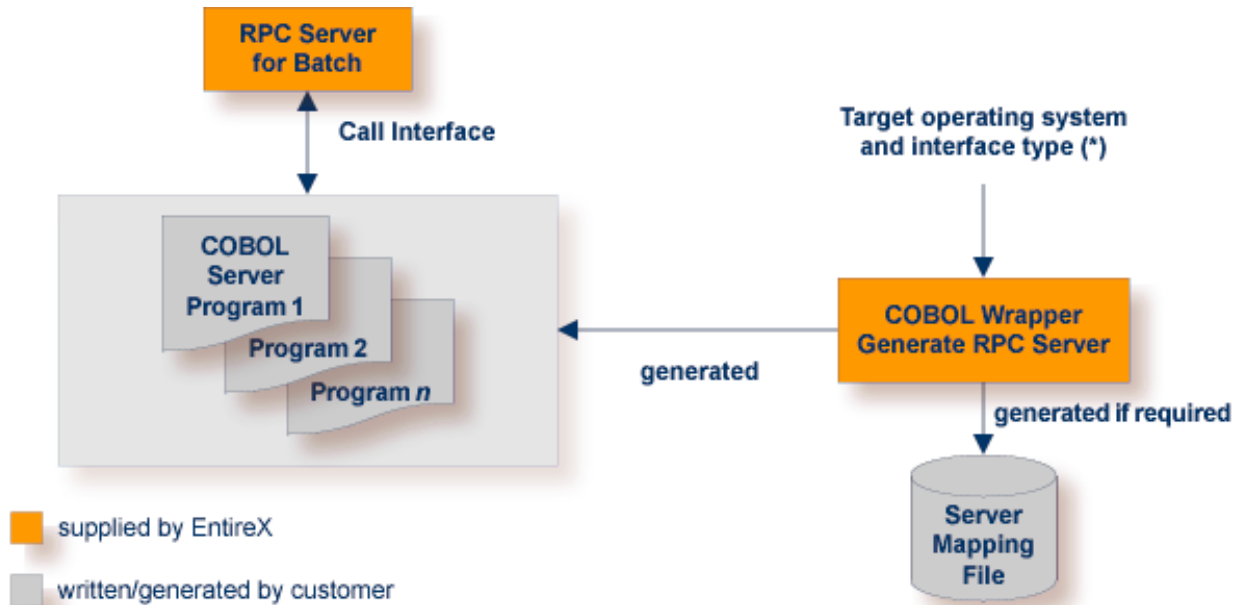 RPC Server
for Batch
Call Interface
Target operating system
and interface type (*)
COBOL
Server
Program 1
Program 2
Program n
COBOL Wrapper
Generate RPC Server
generated
generated if required
Server
Mapping
File
supplied by EntireX
written/generated by customer